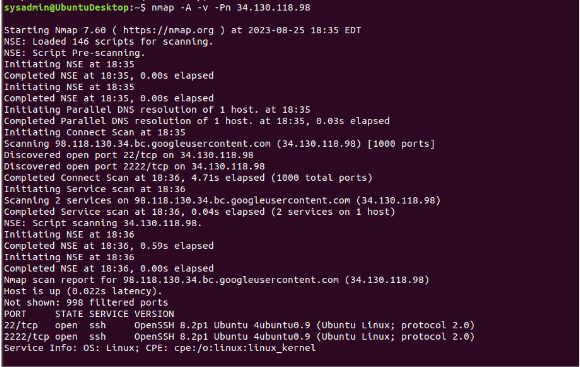 sysadmin@UbuntuDesktop:~$ nmap -A -v -Pn 34.130.118.98
Starting Nmap 7.60 ( https://nmap.org ) at 2023-08-25 18:35 EDT
NSE: Loaded 146 scripts for scanning.
NSE: Script Pre-scanning.
Initiating NSE at 18:35
Completed NSE at 18:35, 0.00s elapsed
Initiating NSE at 18:35
Completed NSE at 18:35, 0.00s elapsed
Initiating Parallel DNS resolution of 1 host. at 18:35
Completed Parallel DNS resolution of 1 host. at 18:35, 0.03s elapsed
Initiating Connect Scan at 18:35
Scanning 98.118.130.34.bc.googleusercontent.com (34.130.118.98) [1000 ports]
Discovered open port 22/tcp on 34.130.118.98
Discovered open port 2222/tcp on 34.130.118.98
Completed Connect Scan at 18:36, 4.71s elapsed (1000 total ports)
Initiating Service scan at 18:36
Scanning 2 services on 98.118.130.34.bc.googleusercontent.com (34.130.118.98)
Completed Service scan at 18:36, 0.04s elapsed (2 services on 1 host)
NSE: Script scanning 34.130.118.98.
Initiating NSE at 18:36
Completed NSE at 18:36, 0.59s elapsed
Initiating NSE at 18:36
Completed NSE at 18:36, 0.00s elapsed
Nmap scan report for 98.118.130.34.bc.googleusercontent.com (34.130.118.98)
Host is up (0.022s latency).
Not shown: 998 filtered ports
PORT     STATE SERVICE VERSION
22/tcp   open  ssh     OpenSSH 8.2p1 Ubuntu 4ubuntu0.9 (Ubuntu Linux; protocol 2.0)
2222/tcp open  ssh     OpenSSH 8.2p1 Ubuntu 4ubuntu0.9 (Ubuntu Linux; protocol 2.0)
Service Info: OS: Linux; CPE: cpe:/o:linux:linux_kernel